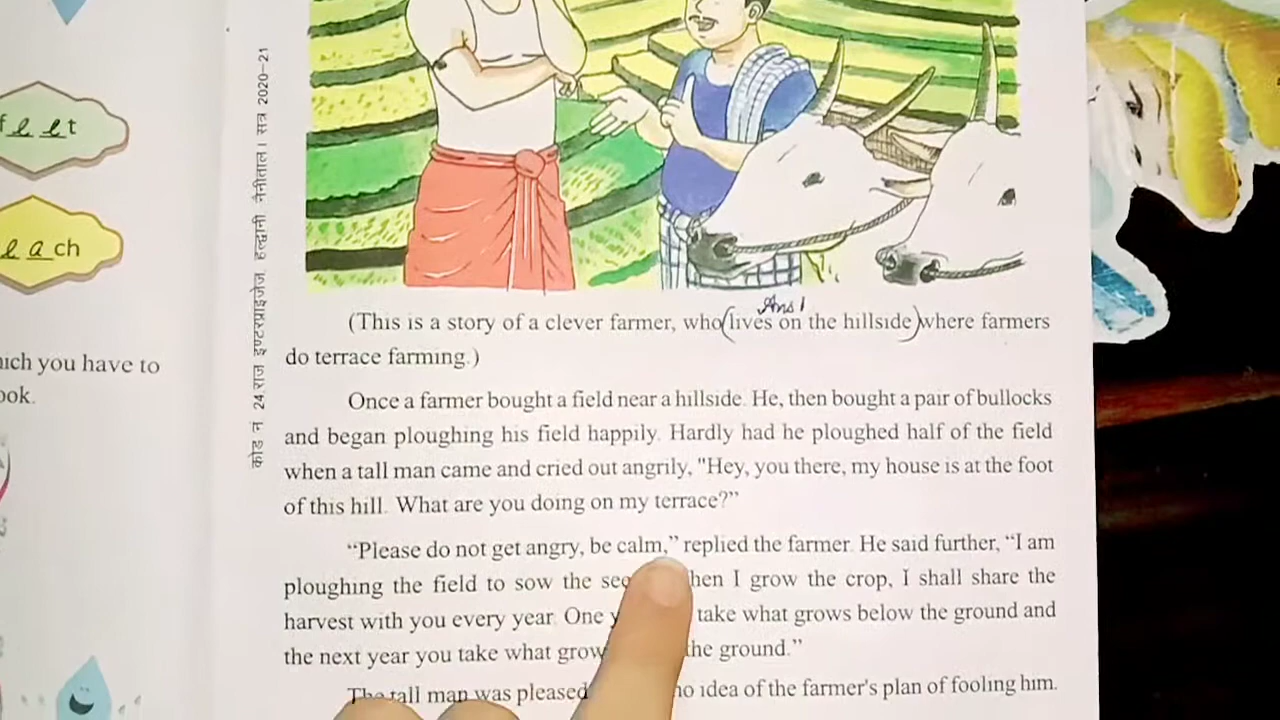 f e e t
e a ch
ich you have to
ook.
कोड न 24 राज इण्टरप्राइजेज, हल्द्वानी नैनीताल। सत्र 2020–21
Ans 1
(This is a story of a clever farmer, who (lives on the hillside) where farmers
do terrace farming.)
Once a farmer bought a field near a hillside. He, then bought a pair of bullocks
and began ploughing his field happily. Hardly had he ploughed half of the field
when a tall man came and cried out angrily, "Hey, you there, my house is at the foot
of this hill. What are you doing on my terrace?”
“Please do not get angry, be calm,” replied the farmer. He said further, “I am
ploughing the field to sow the hen I grow the crop, I shall share the
harvest with you every year. One take what grows below the ground and
the next year you take what grow the ground.”
The tall man was pleased no idea of the farmer's plan of fooling him.